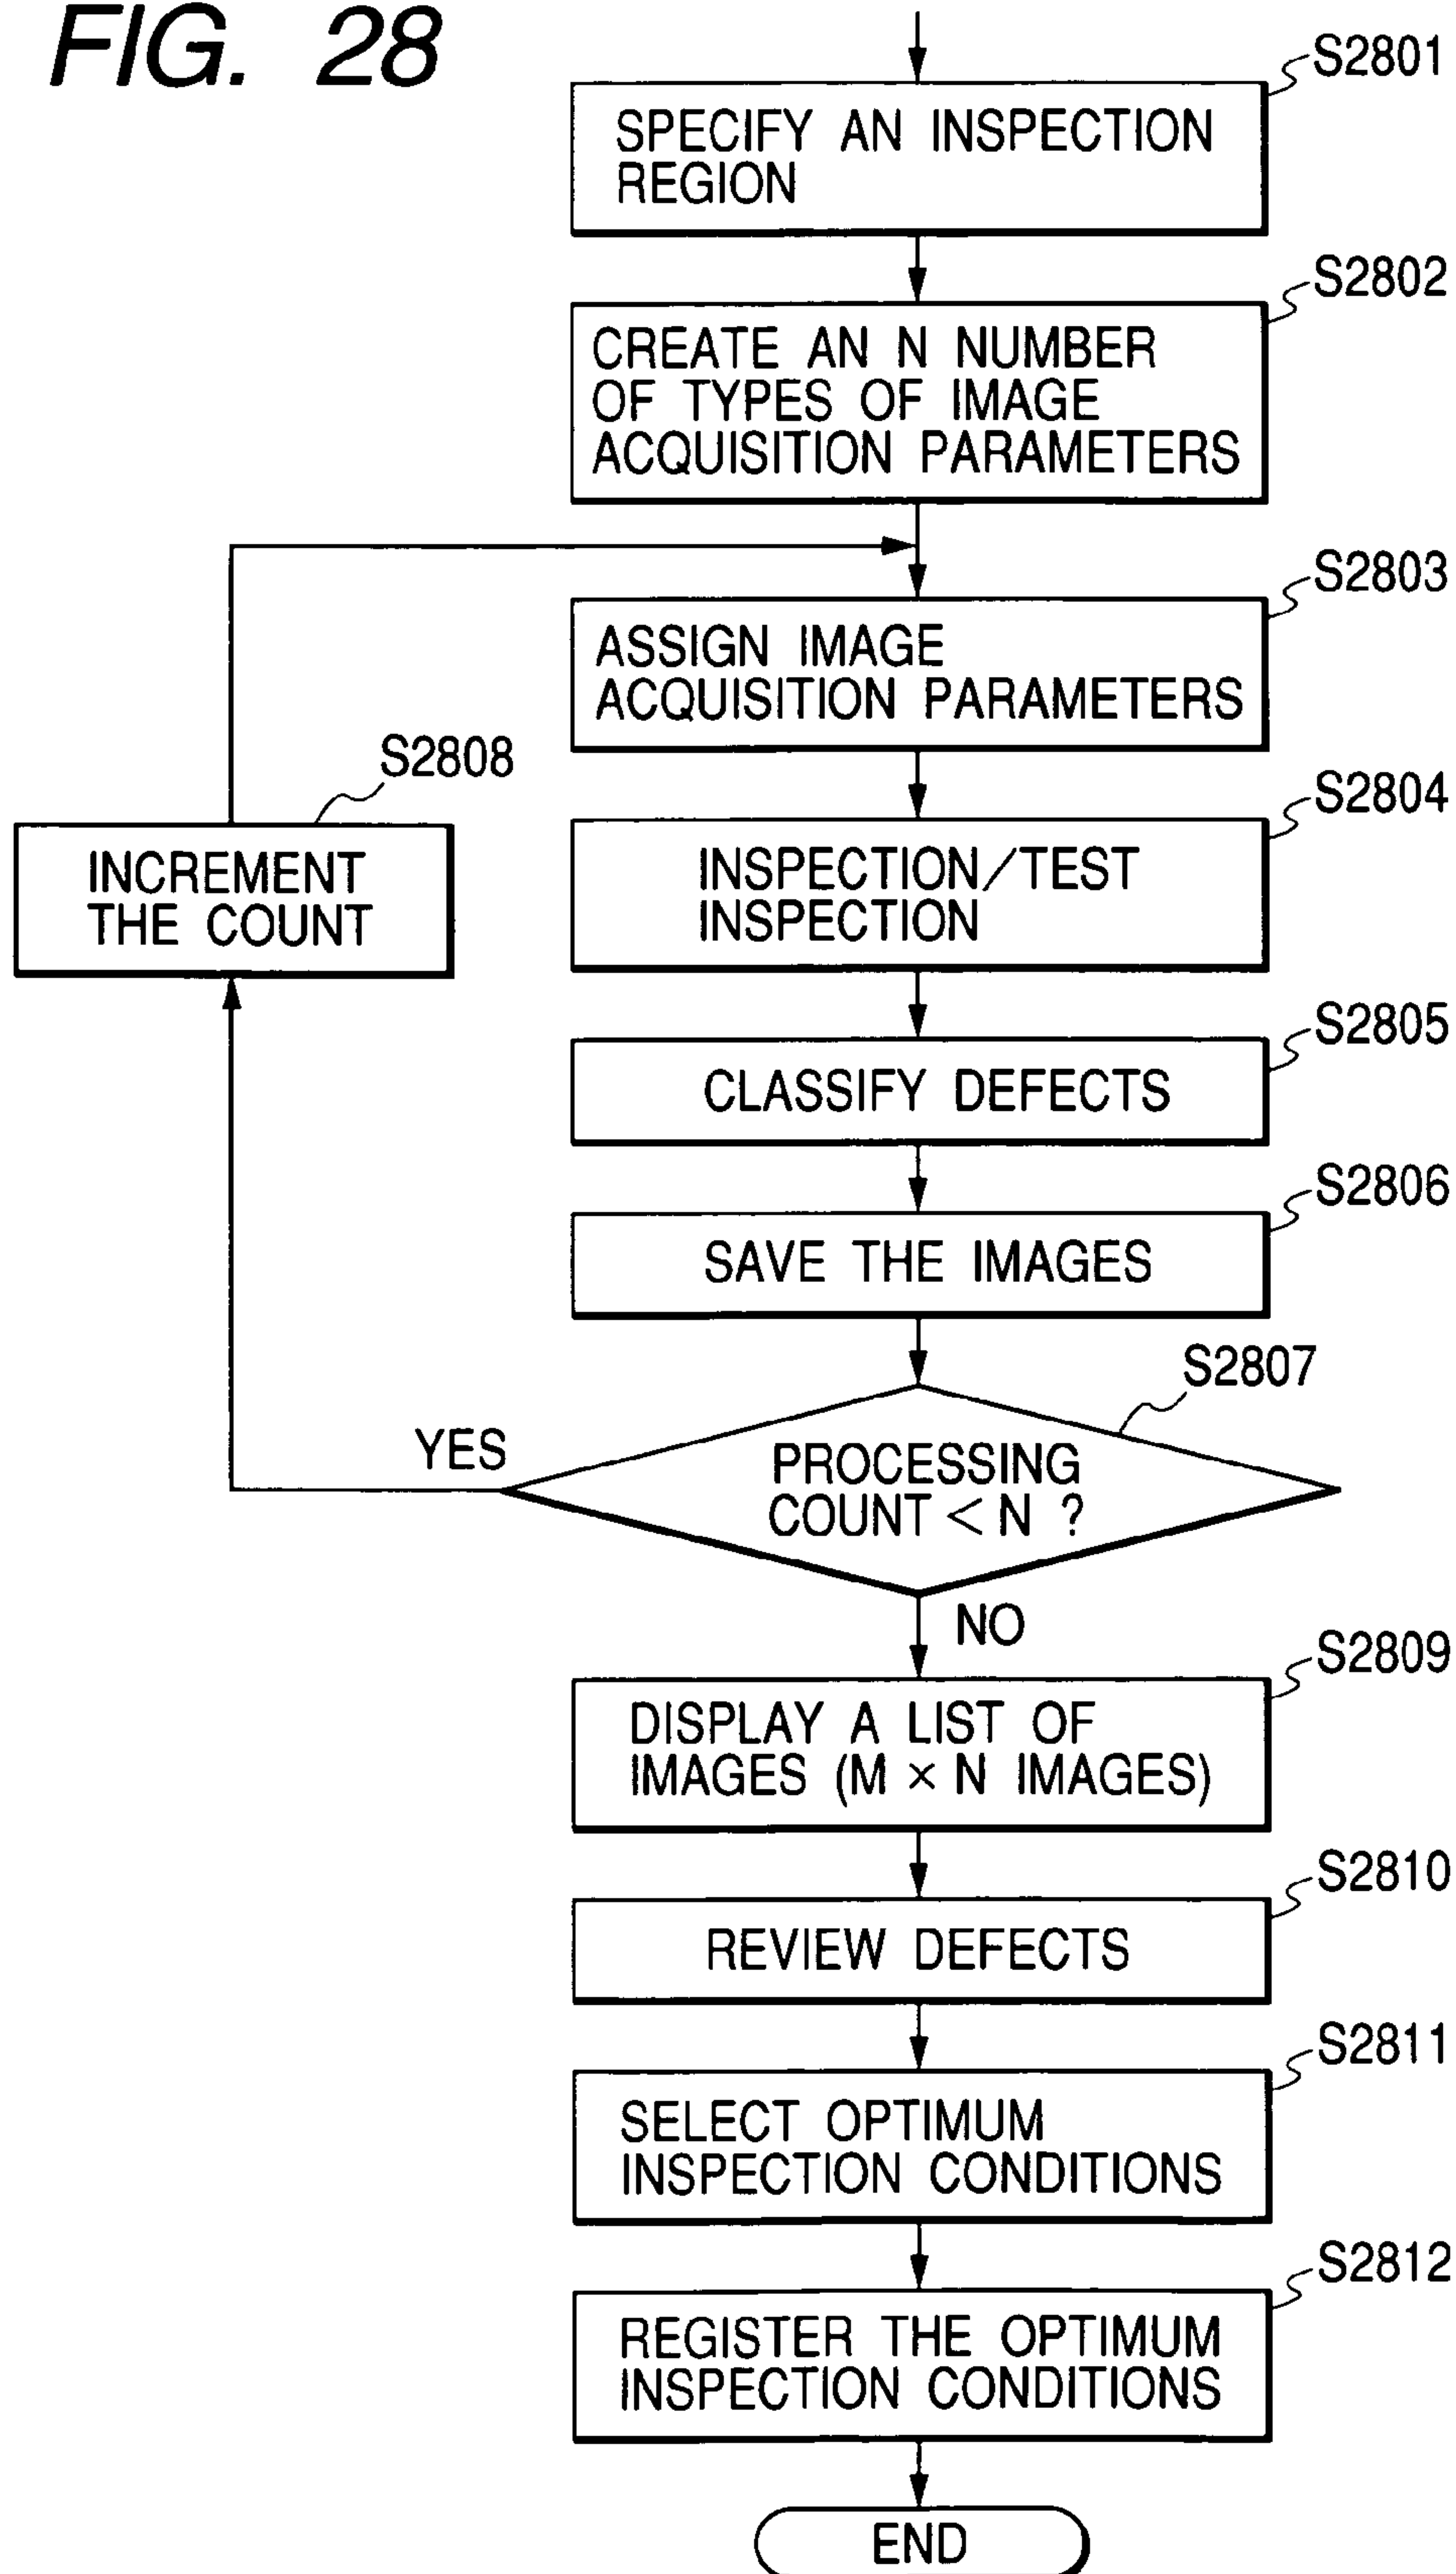 FIG. 28
S2801
SPECIFY AN INSPECTION
REGION
S2802
CREATE AN N NUMBER
OF TYPES OF IMAGE
ACQUISITION PARAMETERS
S2803
ASSIGN IMAGE
ACQUISITION PARAMETERS
S2808
INCREMENT
THE COUNT
S2804
INSPECTION/TEST
INSPECTION
S2805
CLASSIFY DEFECTS
S2806
SAVE THE IMAGES
S2807
YES
PROCESSING
COUNT < N ?
NO
S2809
DISPLAY A LIST OF
IMAGES (M × N IMAGES)
S2810
REVIEW DEFECTS
S2811
SELECT OPTIMUM
INSPECTION CONDITIONS
S2812
REGISTER THE OPTIMUM
INSPECTION CONDITIONS
END